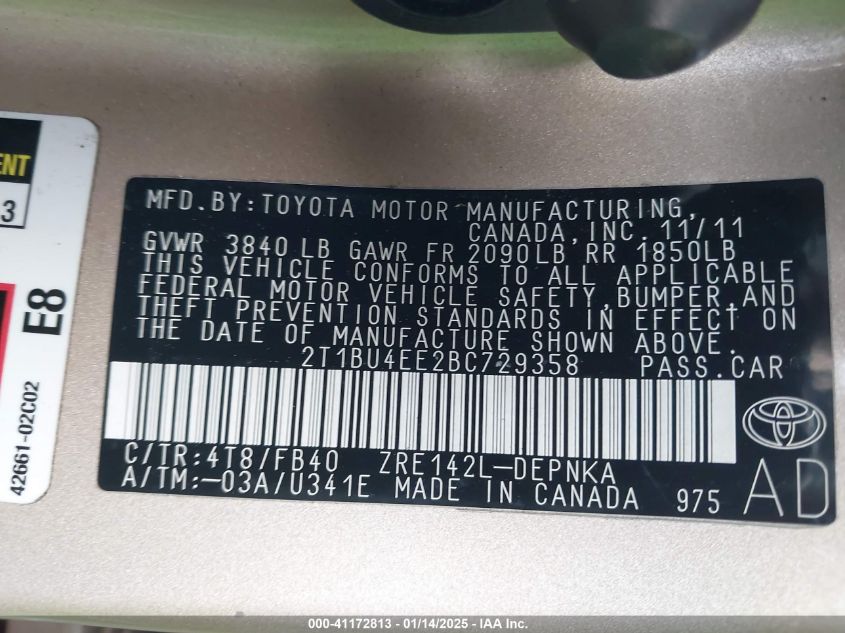 ENT
3
E8
42661-02C02
MFD.BY:TOYOTA MOTOR MANUFACTURING,
CANADA,INC. 11/11
GVWR 3840LB GAWR FR 2090LB RR 1850LB
THIS VEHICLE CONFORMS TO ALL APPLICABLE
FEDERAL MOTOR VEHICLE SAFETY,BUMPER,AND
THEFT PREVENTION STANDARDS IN EFFECT ON
THE DATE OF MANUFACTURE SHOWN ABOVE.
2T1BU4EE2BC729358 PASS.CAR
C/TR:4T8/FB40 ZRE142L-DEPNKA
A/TM:-03A/U341E MADE IN CANADA 975
AD
000-41172813 - 01/14/2025 - IAA, Inc.